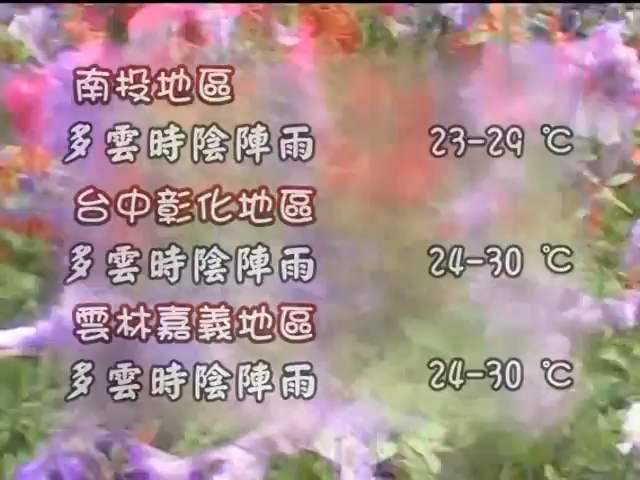 南投地區
多雲時陰陣雨 23-29 ℃
台中彰化地區
多雲時陰陣雨 24-30 ℃
雲林嘉義地區
多雲時陰陣雨 24-30 ℃